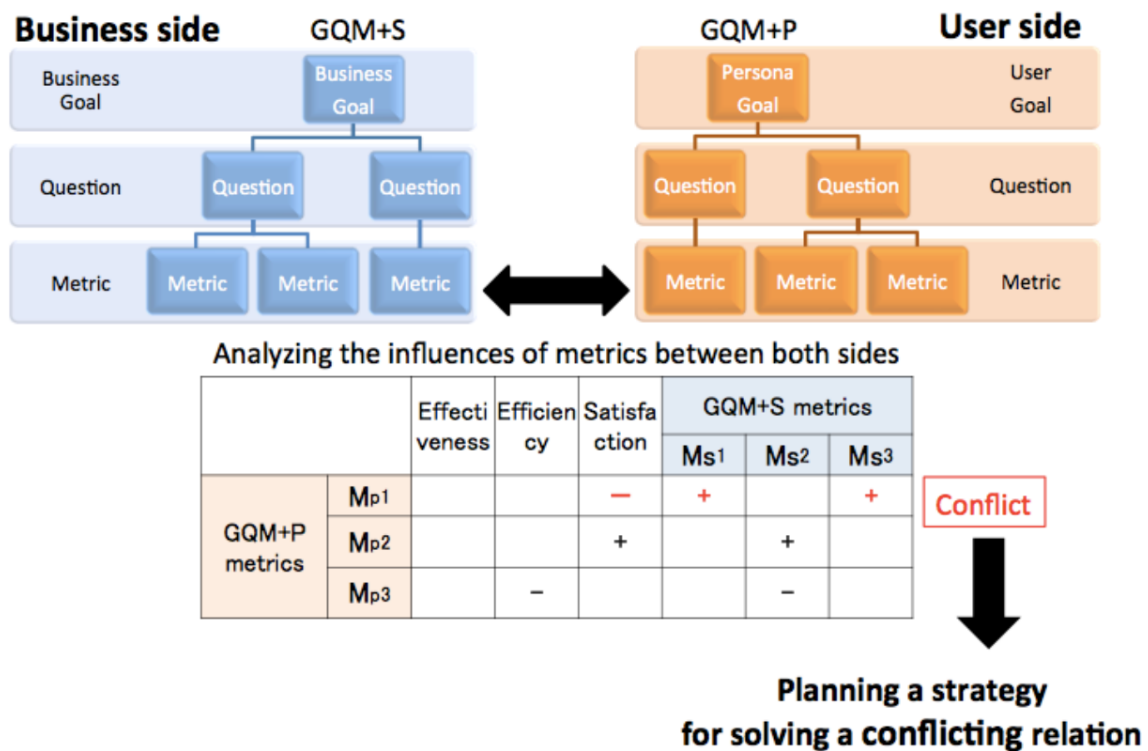 Business side GQM+S GQM+P User side
Business
Goal
Business
Goal
Persona
Goal
User
Goal
Question Question Question Question Question Question
Metric Metric Metric Metric Metric Metric Metric Metric
Analyzing the influences of metrics between both sides
Effecti
veness
Efficien
cy
Satisfa
ction
GQM+S metrics
Ms1 Ms2 Ms3
GQM+P
metrics
Mp1 − + +
Mp2 + +
Mp3 − −
Conflict
Planning a strategy
for solving a conflicting relation